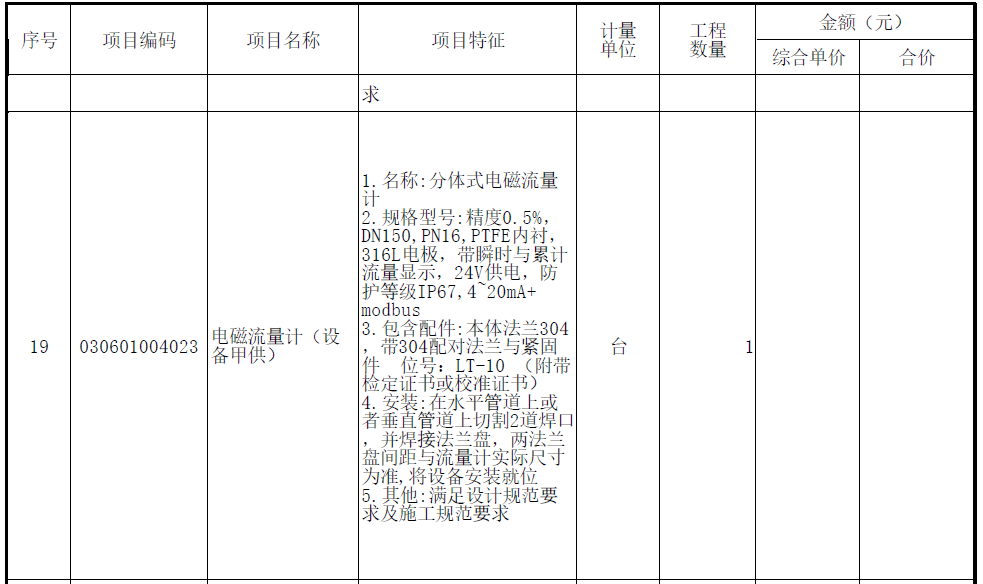 序号
项目编码
项目名称
项目特征
计量
单位
工程
数量
金额（元）
综合单价
合价
求
19
030601004023
电磁流量计（设
备甲供）
1.名称:分体式电磁流量
计
2.规格型号:精度0.5%，
DN150,PN16,PTFE内衬，
316L电极，带瞬时与累计
流量显示，24V供电，防
护等级IP67,4~20mA+
modbus
3.包含配件:本体法兰304
，带304配对法兰与紧固
件 位号：LT-10 （附带
检定证书或校准证书）
4.安装:在水平管道上或
者垂直管道上切割2道焊口
，并焊接法兰盘，两法兰
盘间距与流量计实际尺寸
为准,将设备安装就位
5.其他:满足设计规范要
求及施工规范要求
台
1